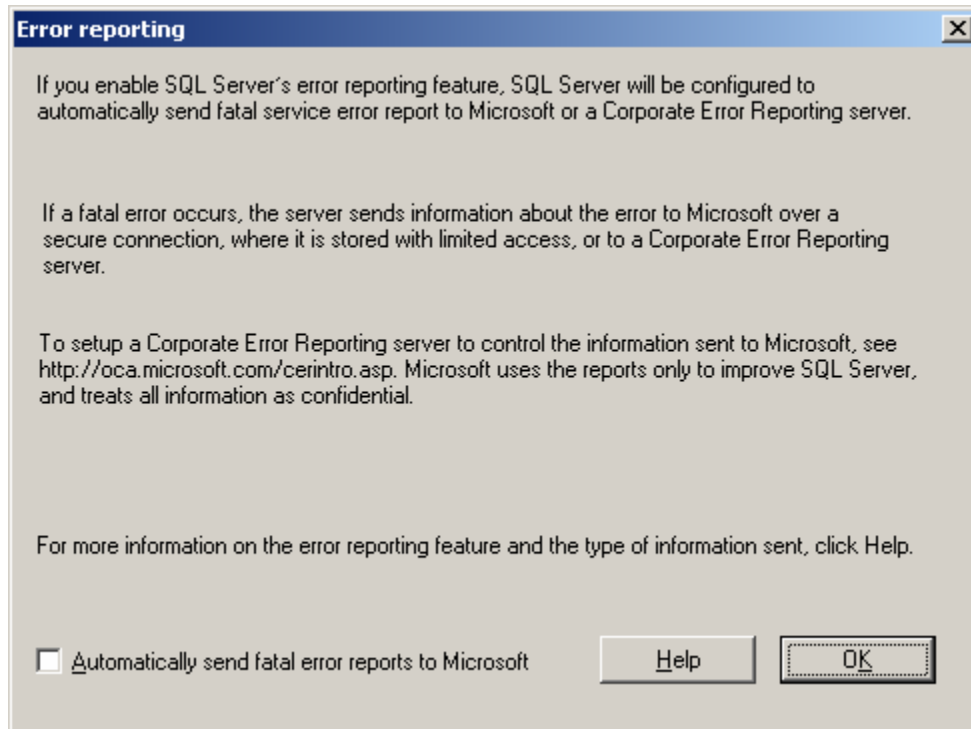 Error reporting
If you enable SQL Server's error reporting feature, SQL Server will be configured to
automatically send fatal service error report to Microsoft or a Corporate Error Reporting server.
If a fatal error occurs, the server sends information about the error to Microsoft over a
secure connection, where it is stored with limited access, or to a Corporate Error Reporting
server.
To setup a Corporate Error Reporting server to control the information sent to Microsoft, see
http://oca.microsoft.com/cerintro.asp. Microsoft uses the reports only to improve SQL Server,
and treats all information as confidential.
For more information on the error reporting feature and the type of information sent, click Help.
Automatically send fatal error reports to Microsoft
Help
OK